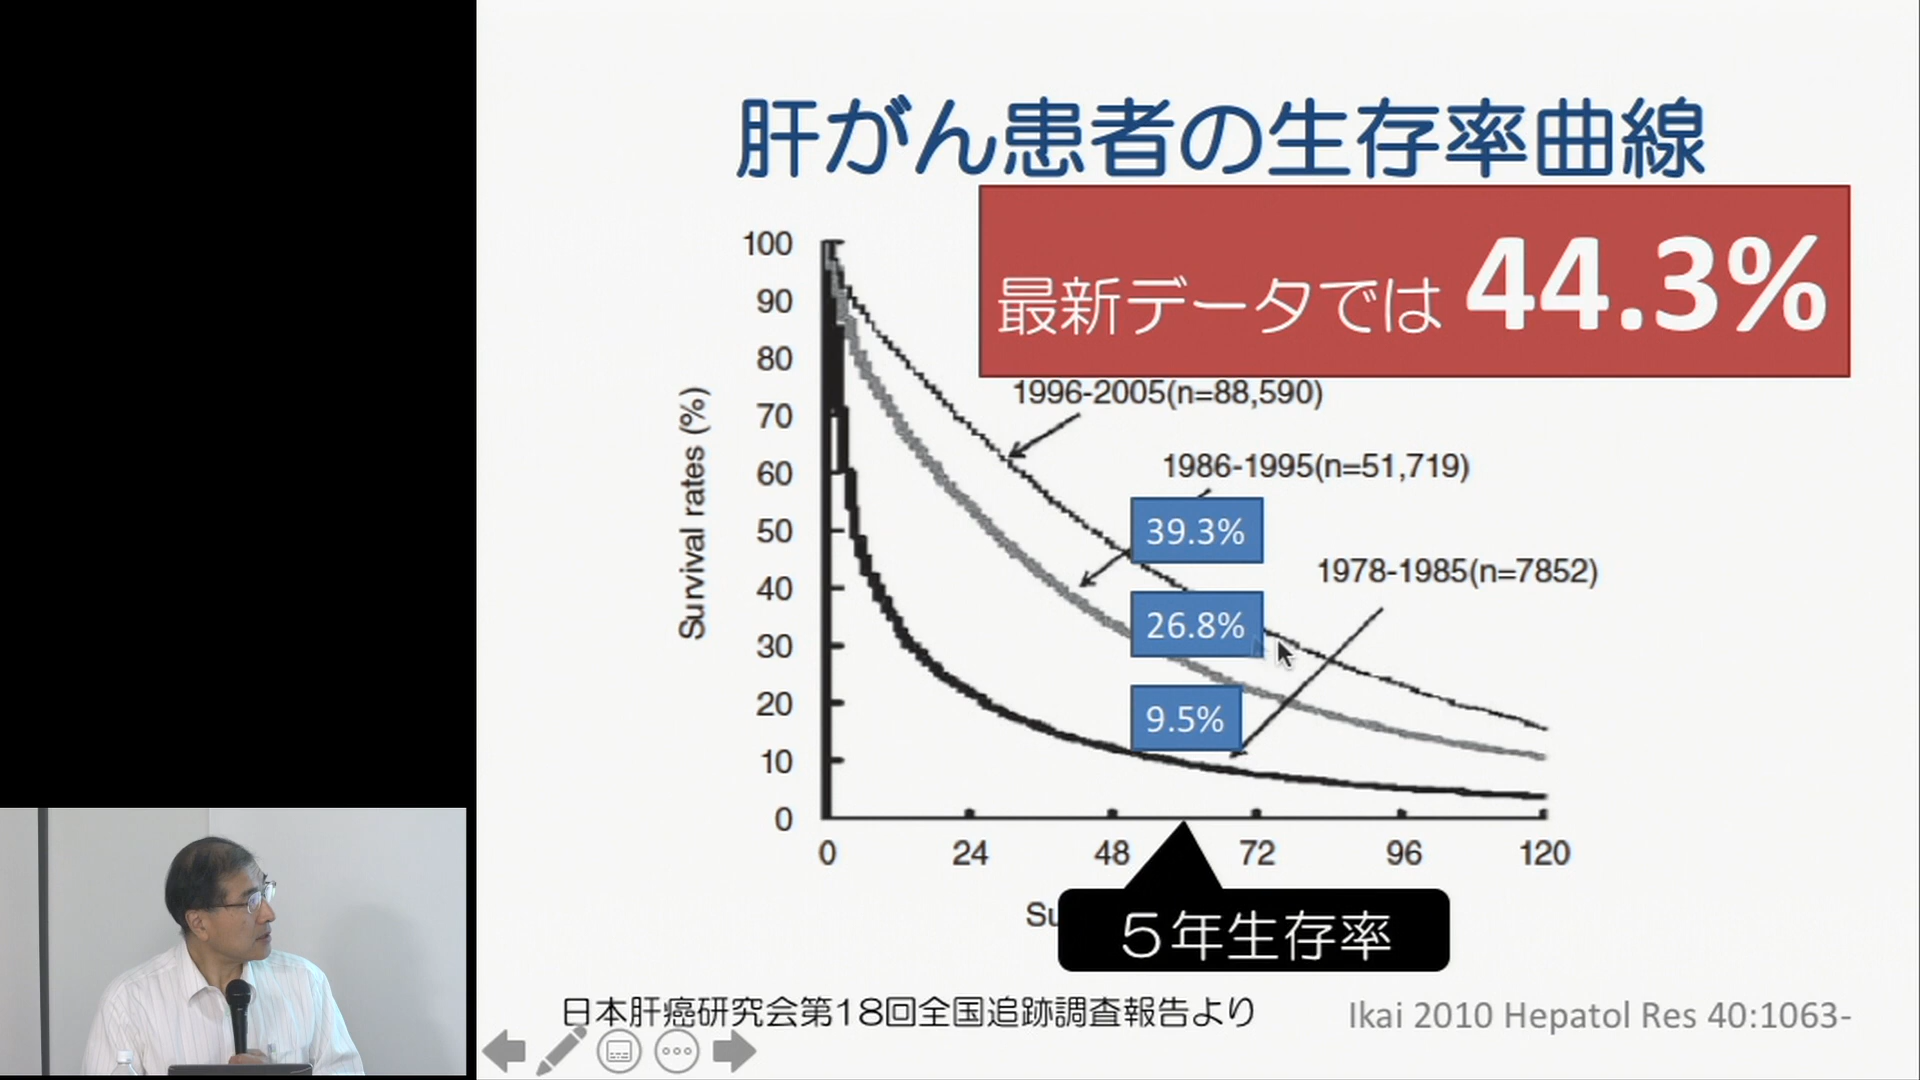 肝がん患者の生存率曲線
最新データでは 44.3%
1996-2005(n=88,590)
1986-1995(n=51,719)
1978-1985(n=7852)
39.3%
26.8%
9.5%
Survival rates (%)
100
90
80
70
60
50
40
30
20
10
0
0 24 48 72 96 120
Su
５年生存率
日本肝癌研究会第18回全国追跡調査報告より
Ikai 2010 Hepatol Res 40:1063-